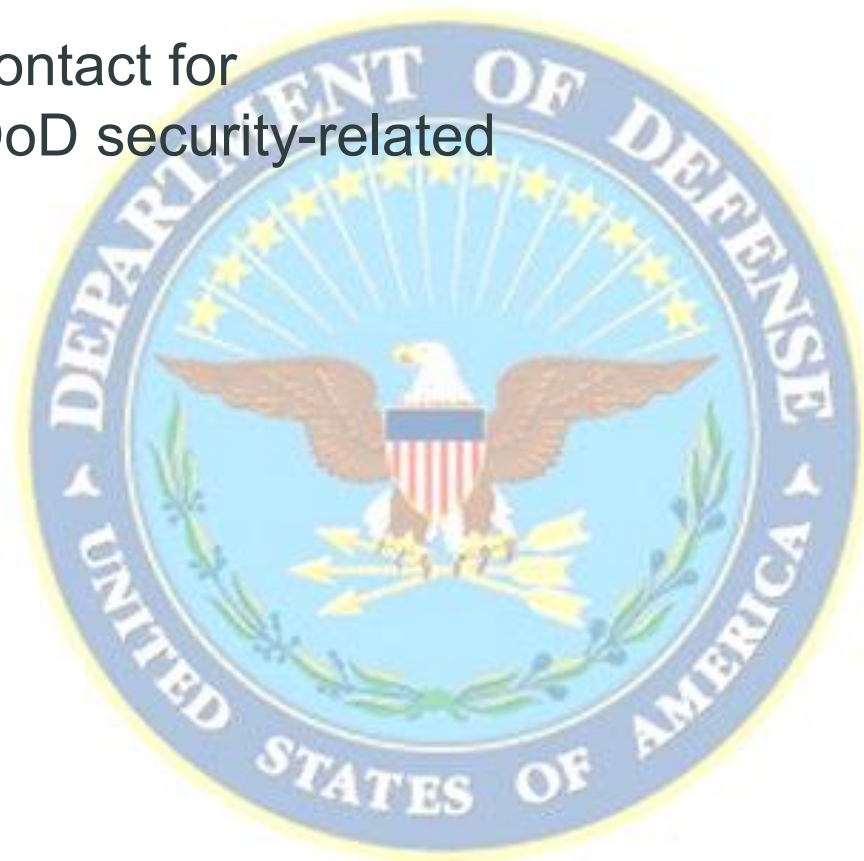 ontact for
oD security-related
DEPARTMENT OF DEFENSE
UNITED STATES OF AMERICA